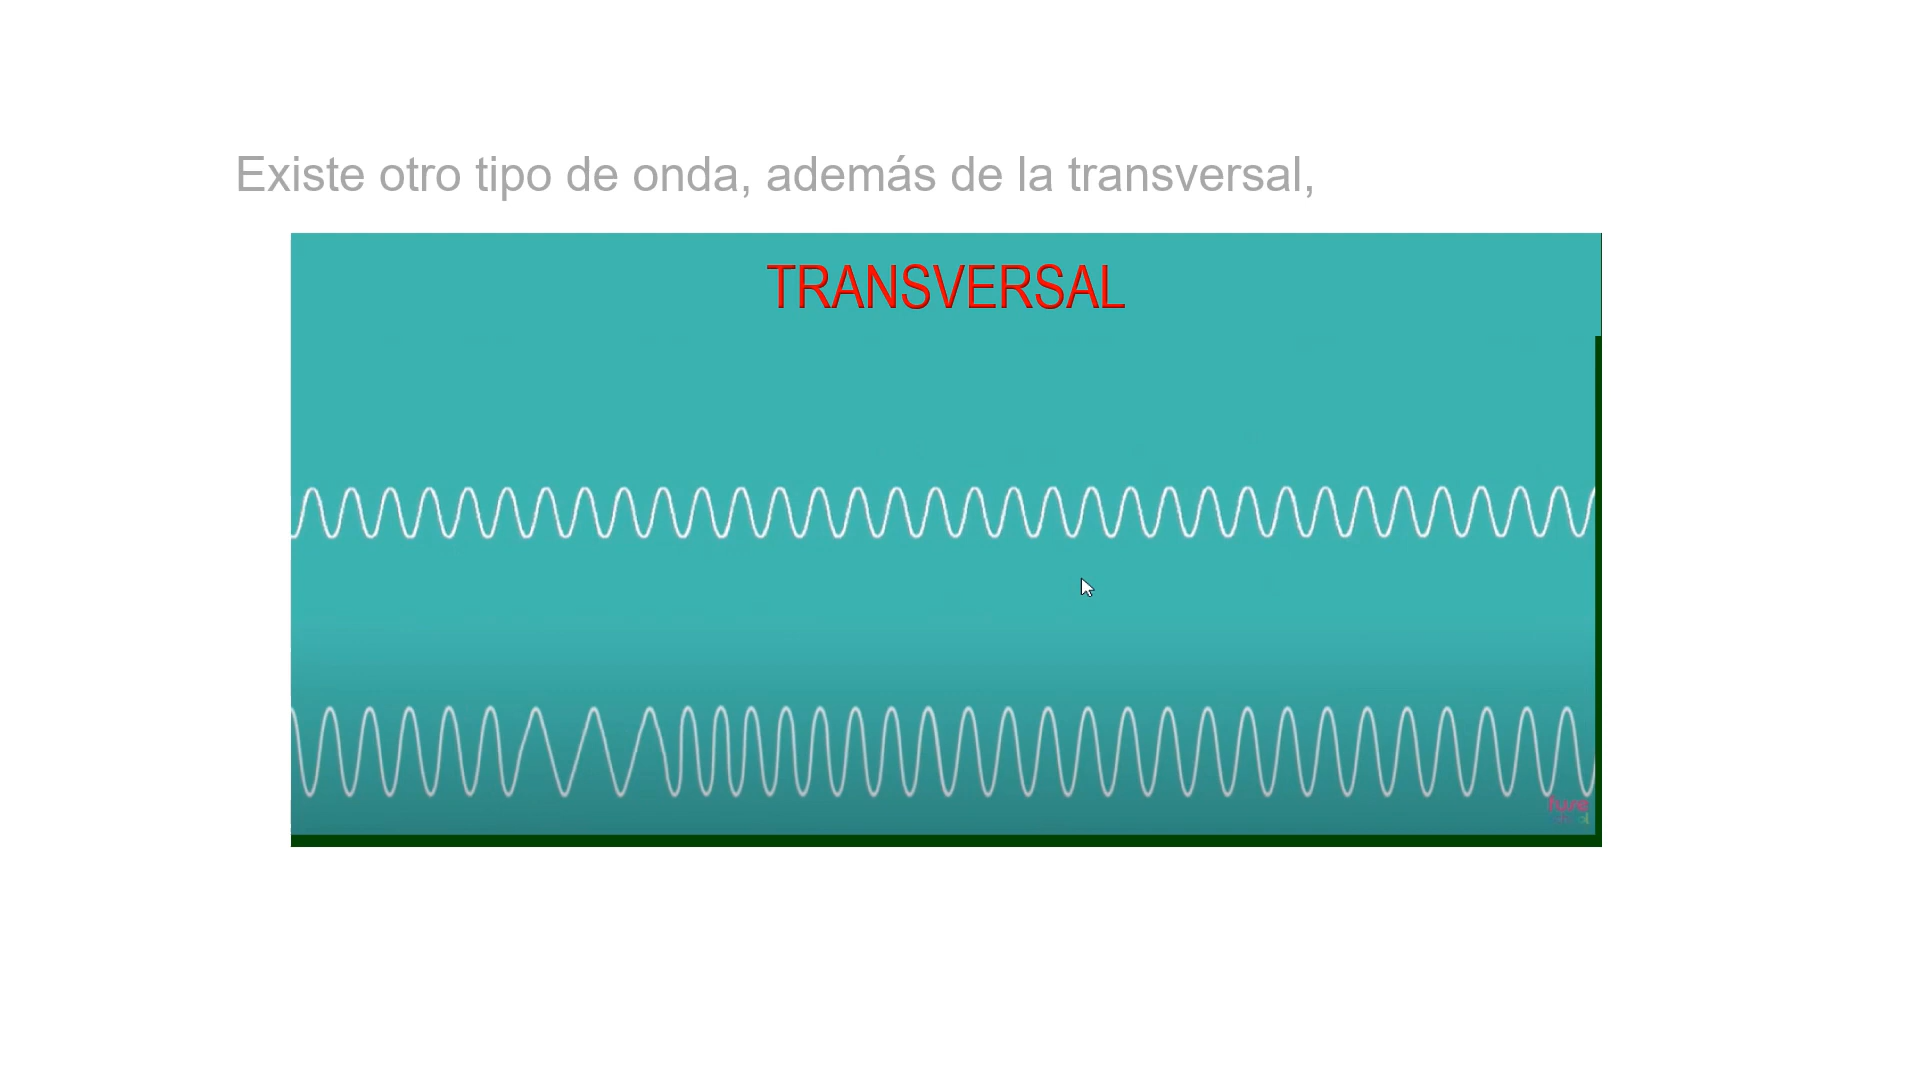 Existe otro tipo de onda, además de la transversal,
TRANSVERSAL